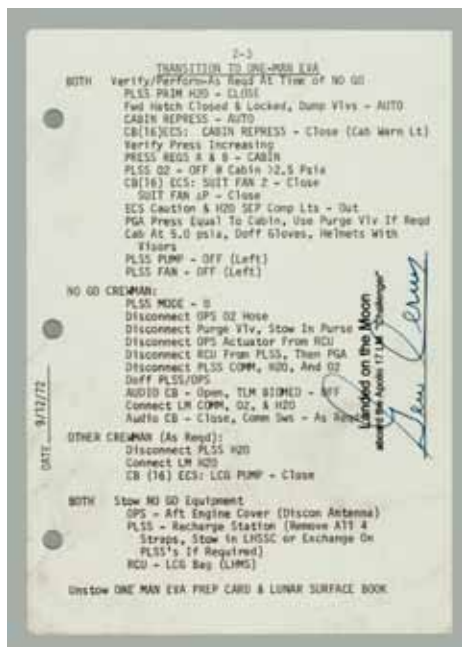 2-3
TRANSITION TO ONE-MAN EVA
BOTH Verify/Perform-As Reqd At Time of NO GO
PLSS PRIM H2O - CLOSE
Fwd Hatch Closed & Locked, Dump Vlvs - AUTO
CABIN REPRESS - AUTO
CB(16)ECS: CABIN REPRESS - Close (Cab Warn Lt)
Verify Press Increasing
PRESS REGS A & B - CABIN
PLSS O2 - OFF @ Cabin >2.5 Psia
CB(16) ECS: SUIT FAN 2 - Close
SUIT FAN ΔP - Close
ECS Caution & H2O SEP Comp Lts - Out
PGA Press Equal To Cabin, Use Purge Vlv If Reqd
Cab At 5.0 psia, Doff Gloves, Helmets With
Visors
PLSS PUMP - OFF (Left)
PLSS FAN - OFF (Left)
NO GO CREWMAN:
PLSS MODE - 0
Disconnect OPS O2 Hose
Disconnect Purge Vlv, Stow In Purse
Disconnect OPS Actuator From RCU
Disconnect RCU From PLSS, Then PGA
Disconnect PLSS COMM, H2O, And O2
Doff PLSS/OPS
AUDIO CB - Open, TLM BIOMED - OFF
Connect LM COMM, O2, & H2O
Audio CB - Close, Comm Sws - As Reqd
OTHER CREWMAN (As Reqd):
Disconnect PLSS H2O
Connect LM H2O
CB (16) ECS: LCG PUMP - Close
BOTH Stow NO GO Equipment
OPS - Aft Engine Cover (Discon Antenna)
PLSS - Recharge Station (Remove All 4
Straps, Stow in LHSSC or Exchange On
PLSS's If Required)
RCU - LCG Bag (LHMS)
Unstow ONE MAN EVA PREP CARD & LUNAR SURFACE BOOK
DATE 9/12/72
Landed on the Moon
aboard the Apollo 17 LM "Challenger"
Gene Cernan